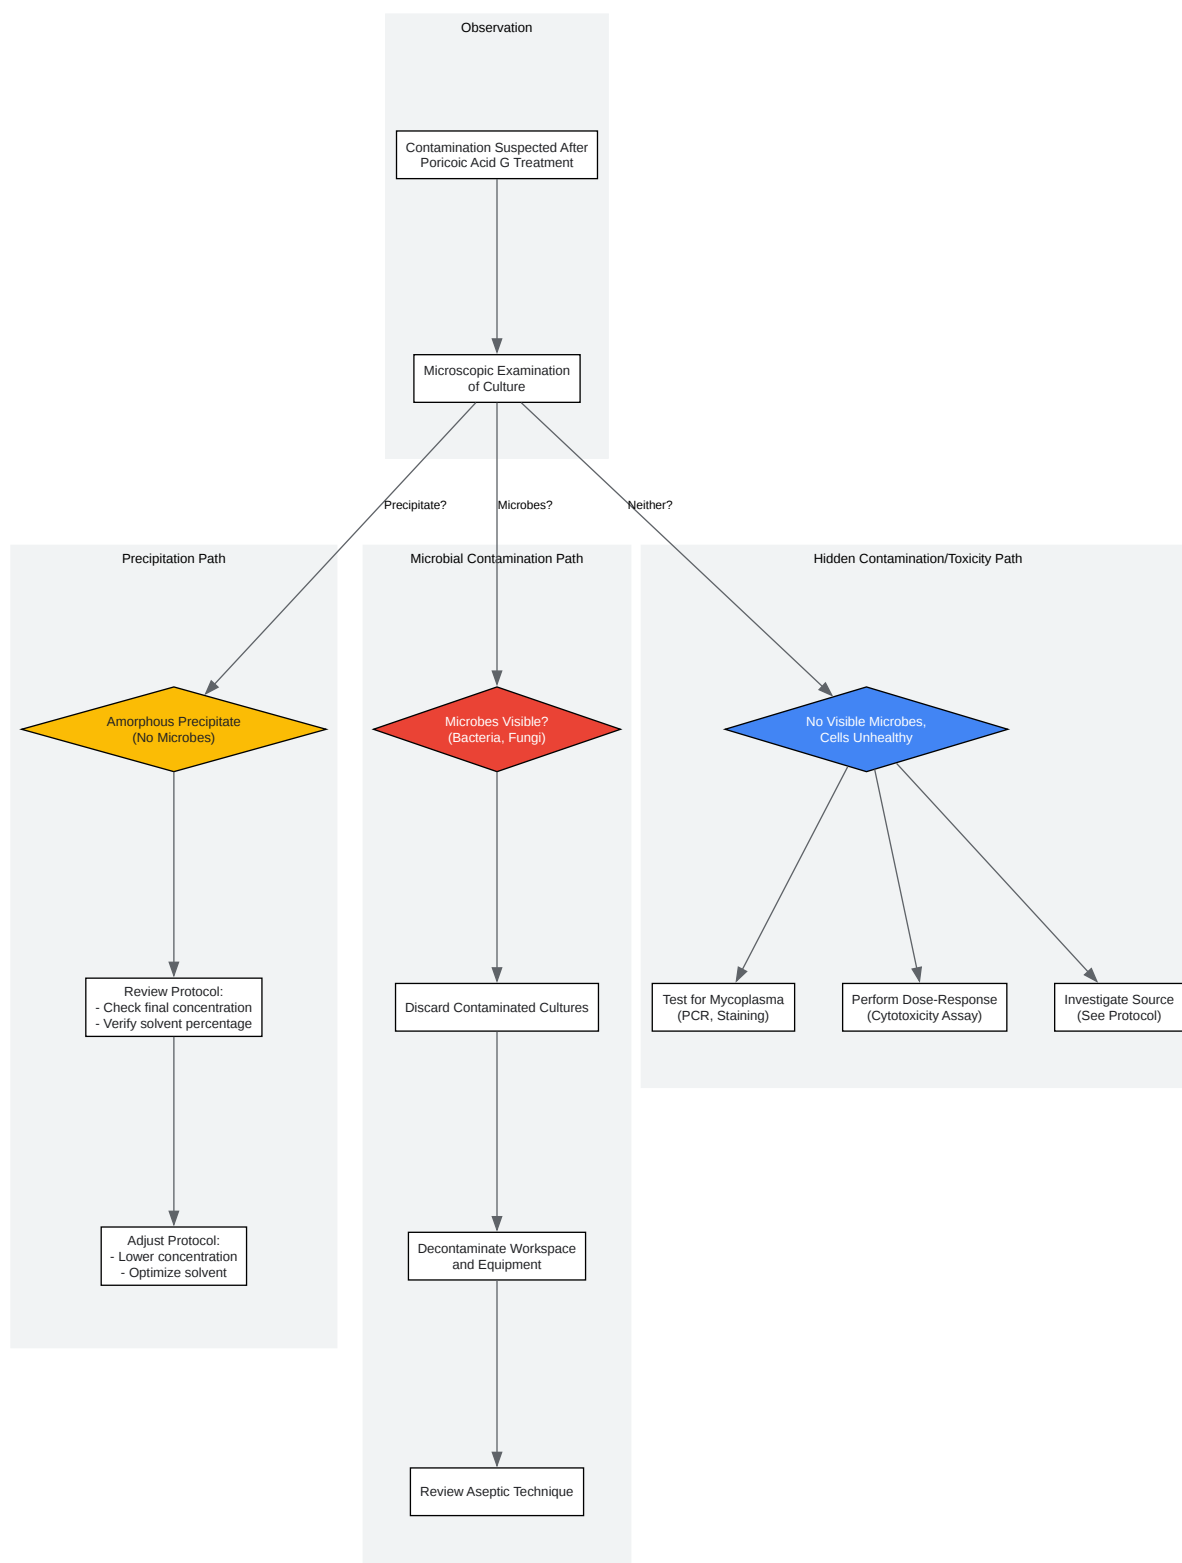 Observation
Contamination Suspected After
Poricoic Acid G Treatment
Microscopic Examination
of Culture
Precipitate?
Microbes?
Neither?
Precipitation Path
Amorphous Precipitate
(No Microbes)
Review Protocol:
- Check final concentration
- Verify solvent percentage
Adjust Protocol:
- Lower concentration
- Optimize solvent
Microbial Contamination Path
Microbes Visible?
(Bacteria, Fungi)
Discard Contaminated Cultures
Decontaminate Workspace
and Equipment
Review Aseptic Technique
Hidden Contamination/Toxicity Path
No Visible Microbes,
Cells Unhealthy
Test for Mycoplasma
(PCR, Staining)
Perform Dose-Response
(Cytotoxicity Assay)
Investigate Source
(See Protocol)